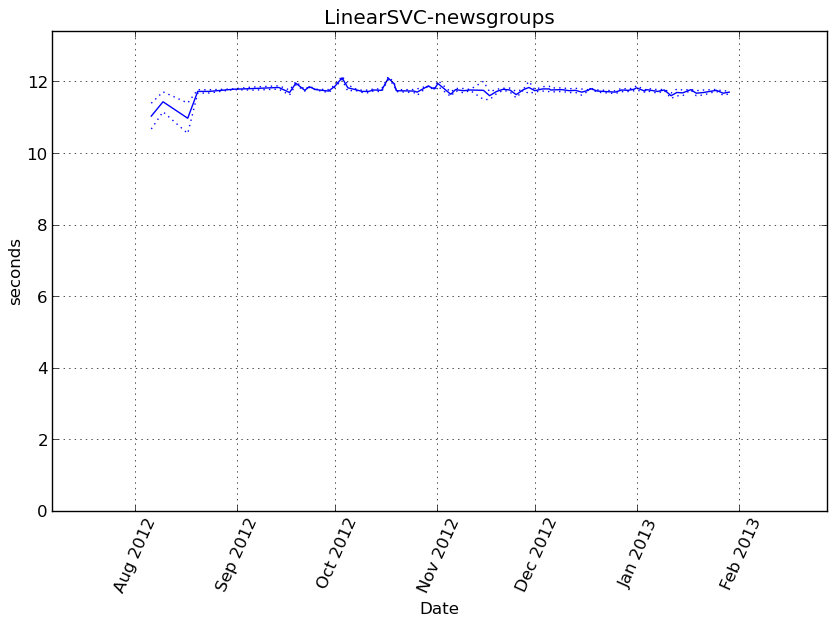 LinearSVC-newsgroups
12
10
8
6
4
2
0
seconds
Aug 2012
Sep 2012
Oct 2012
Nov 2012
Dec 2012
Jan 2013
Feb 2013
Date